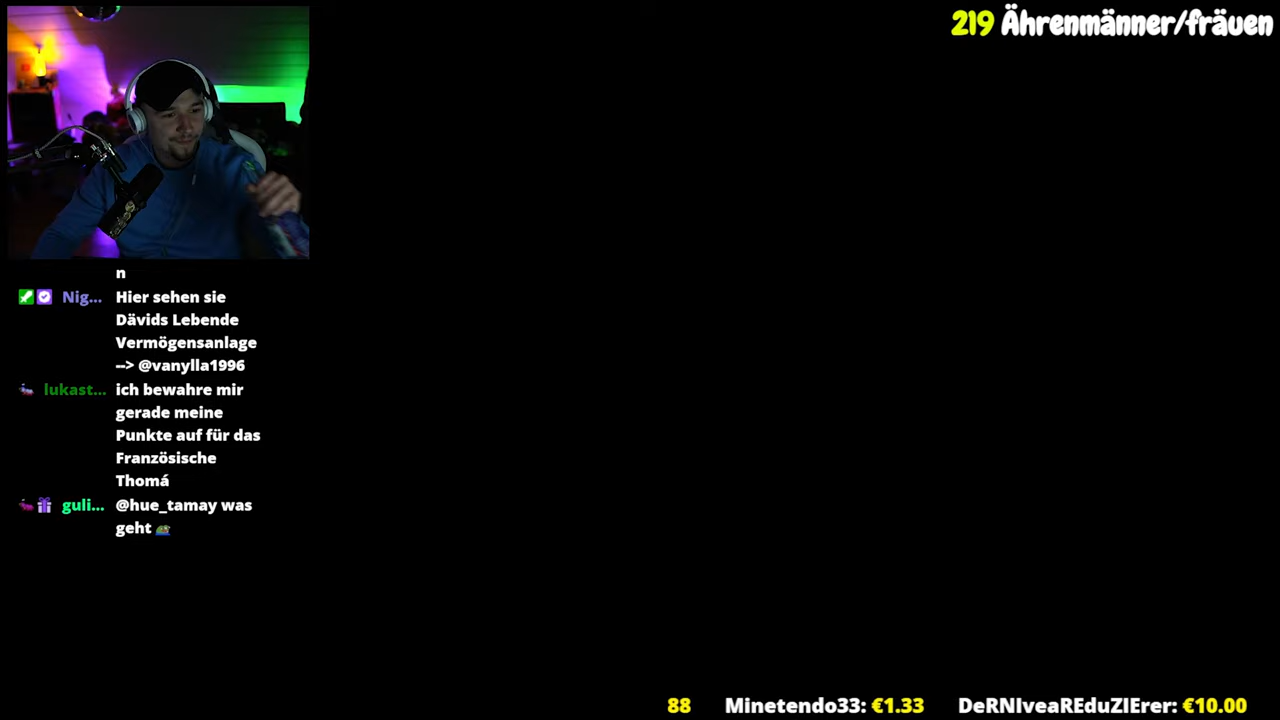 219 Ährenmänner/fräuen
n
Nig... Hier sehen sie
Dävids Lebende
Vermögensanlage
--> @vanylla1996
lukast... ich bewahre mir
gerade meine
Punkte auf für das
Französische
Thomá
guli... @hue_tamay was
geht
88 Minetendo33: €1.33 DeRNIveaREduZIErer: €10.00